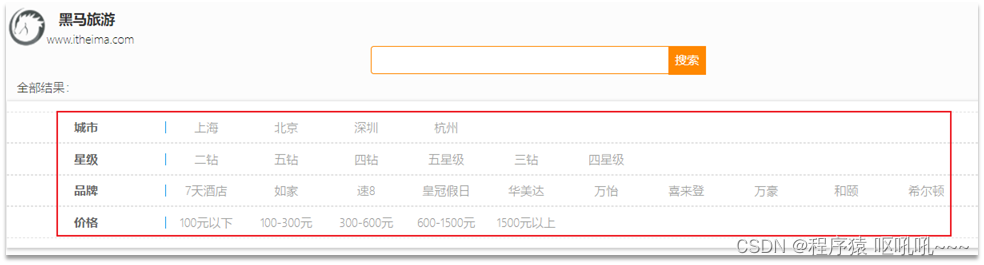 黑马旅游
www.itheima.com
搜索
全部结果:
城市 | 上海 北京 深圳 杭州
星级 | 二钻 五钻 四钻 五星级 三钻 四星级
品牌 | 7天酒店 如家 速8 皇冠假日 华美达 万怡 喜来登 万豪 和颐 希尔顿
价格 | 100元以下 100-300元 300-600元 600-1500元 1500元以上
CSDN @程序猿 呕吼吼~~~